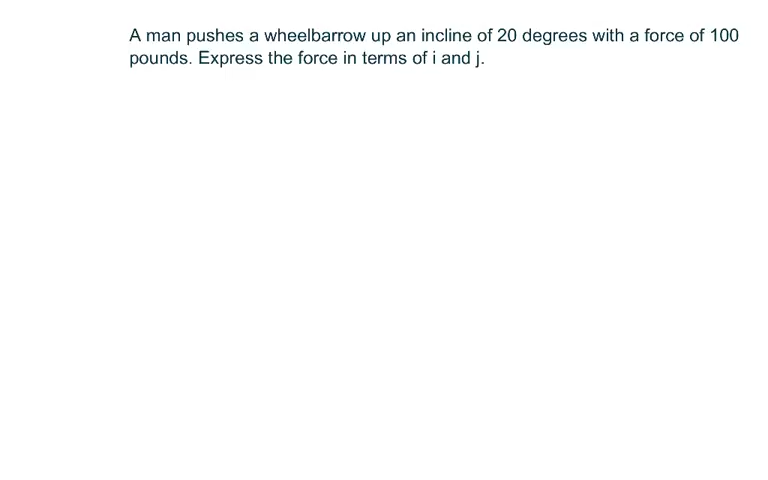 A man pushes a wheelbarrow up an incline of 20 degrees with a force of 100
pounds. Express the force in terms of i and j.